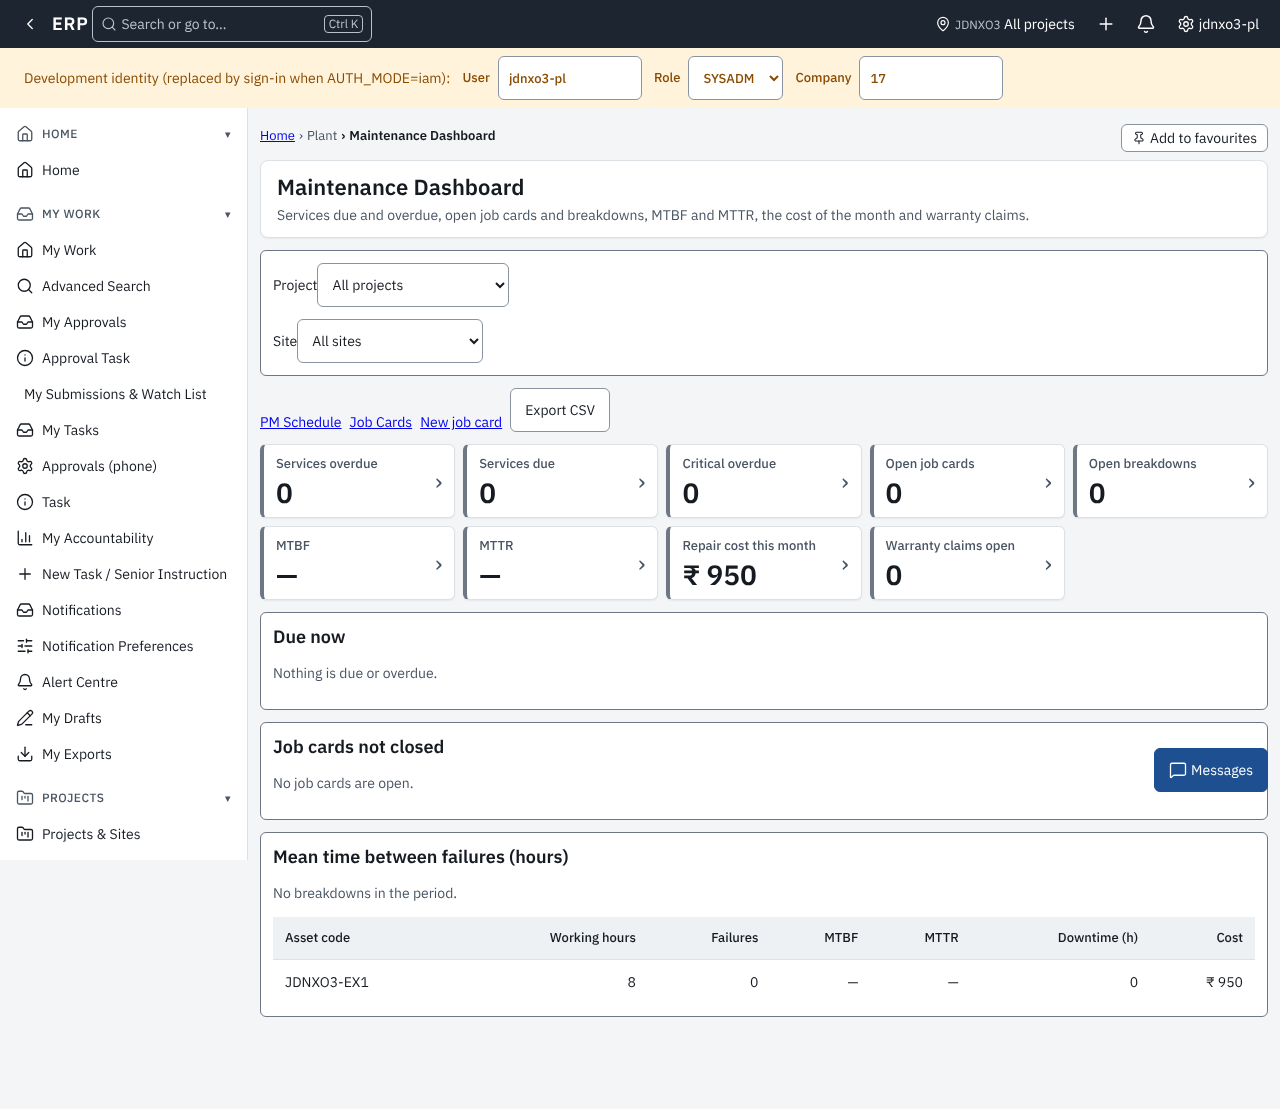 ERP
Search or go to...
Ctrl K
JDNXO3 All projects
jdnxo3-pl
Development identity (replaced by sign-in when AUTH_MODE=iam):
User
jdnxo3-pl
Role
SYSADM
Company
17
HOME
Home
MY WORK
My Work
Advanced Search
My Approvals
Approval Task
My Submissions & Watch List
My Tasks
Approvals (phone)
Task
My Accountability
New Task / Senior Instruction
Notifications
Notification Preferences
Alert Centre
My Drafts
My Exports
PROJECTS
Projects & Sites
Home › Plant › Maintenance Dashboard
Add to favourites
Maintenance Dashboard
Services due and overdue, open job cards and breakdowns, MTBF and MTTR, the cost of the month and warranty claims.
Project
All projects
Site
All sites
PM Schedule
Job Cards
New job card
Export CSV
Services overdue
0
Services due
0
Critical overdue
0
Open job cards
0
Open breakdowns
0
MTBF
—
MTTR
—
Repair cost this month
₹ 950
Warranty claims open
0
Due now
Nothing is due or overdue.
Job cards not closed
No job cards are open.
Messages
Mean time between failures (hours)
No breakdowns in the period.
Asset code Working hours Failures MTBF MTTR Downtime (h) Cost
JDNXO3-EX1 8 0 — — 0 ₹ 950